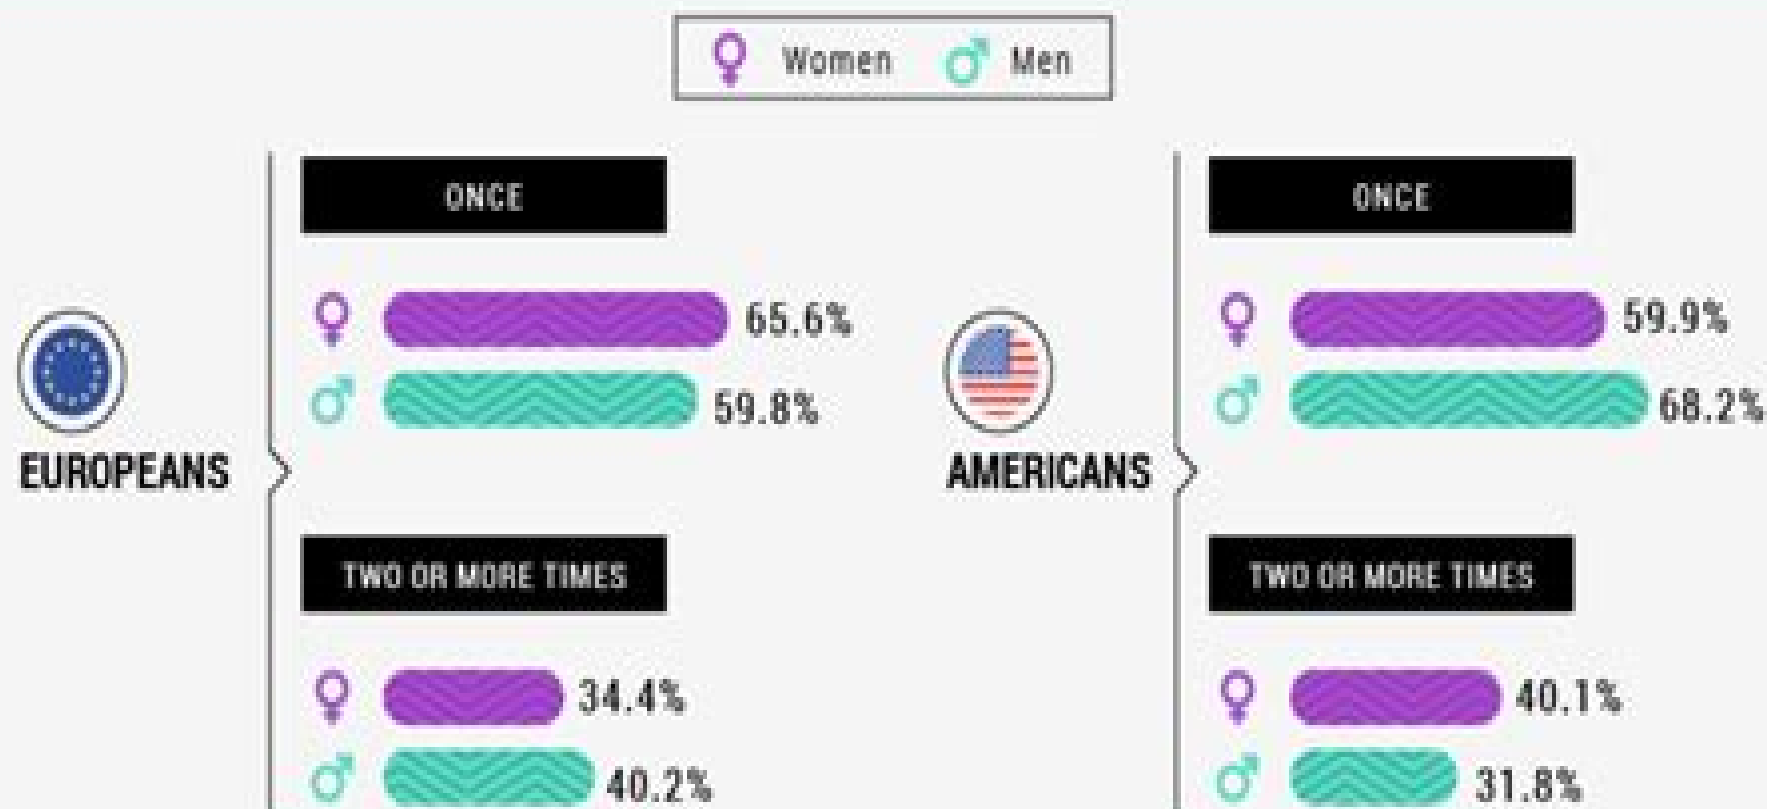 Women Men
ONCE
65.6%
59.8%
EUROPEANS
TWO OR MORE TIMES
34.4%
40.2%
ONCE
59.9%
68.2%
AMERICANS
TWO OR MORE TIMES
40.1%
31.8%